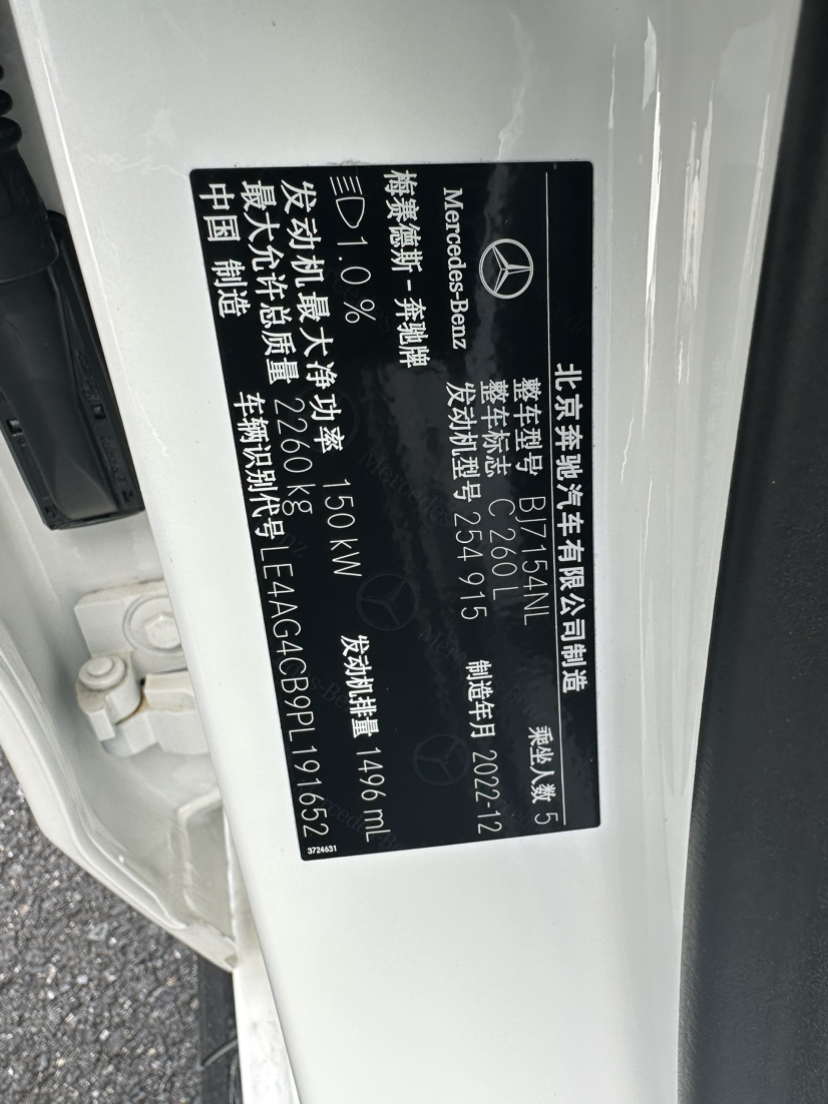 北京奔驰汽车有限公司制造
整车型号 BJ7154NL 乘坐人数 5
整车标志 C 260 L
Mercedes-Benz 发动机型号 254 915 制造年月 2022-12
梅赛德斯-奔驰牌
1.0 %
发动机最大净功率 150 kW 发动机排量 1496 mL
最大允许总质量 2260 kg
中国 制造 车辆识别代号 LE4AG4CB9PL191652
3724631